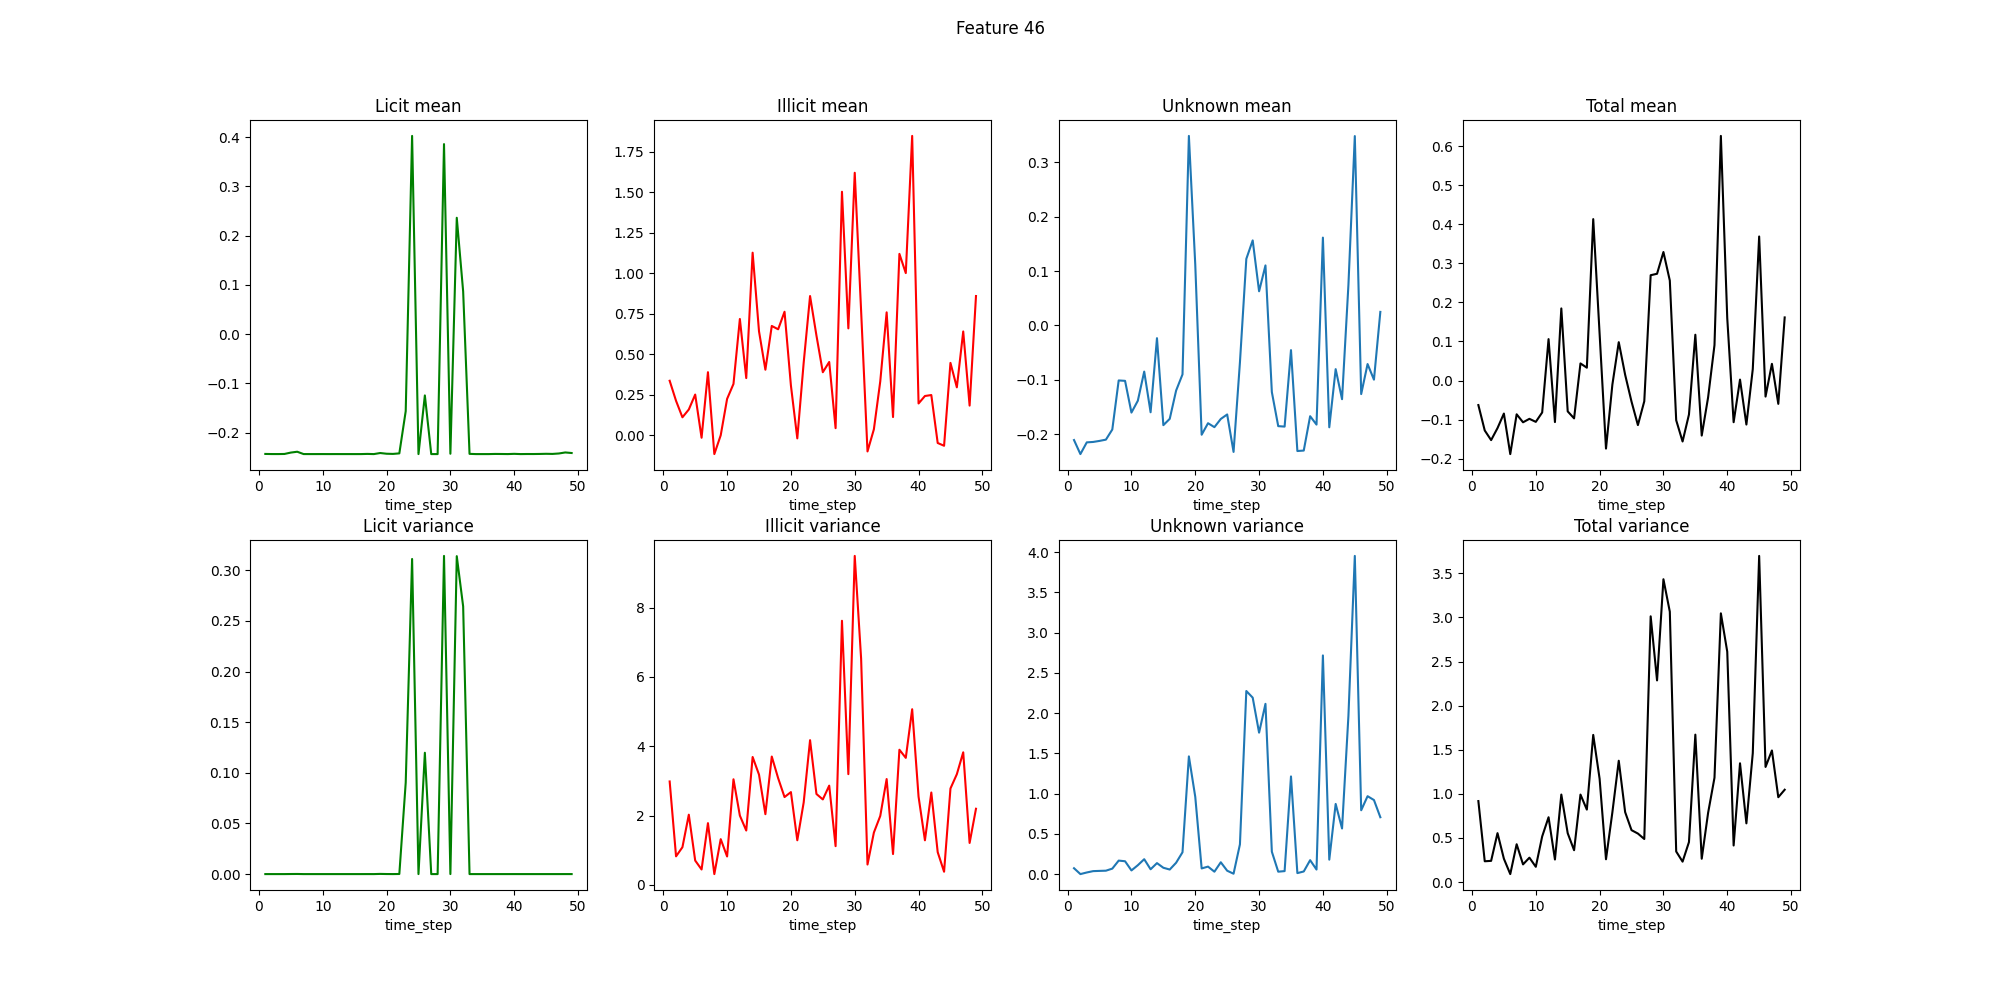 Feature 46
Licit mean
0.4
0.3
0.2
0.1
0.0
−0.1
−0.2
0 10 20 30 40 50
time_step
Illicit mean
1.75
1.50
1.25
1.00
0.75
0.50
0.25
0.00
0 10 20 30 40 50
time_step
Unknown mean
0.3
0.2
0.1
0.0
−0.1
−0.2
0 10 20 30 40 50
time_step
Total mean
0.6
0.5
0.4
0.3
0.2
0.1
0.0
−0.1
−0.2
0 10 20 30 40 50
time_step
Licit variance
0.30
0.25
0.20
0.15
0.10
0.05
0.00
0 10 20 30 40 50
time_step
Illicit variance
8
6
4
2
0
0 10 20 30 40 50
time_step
Unknown variance
4.0
3.5
3.0
2.5
2.0
1.5
1.0
0.5
0.0
0 10 20 30 40 50
time_step
Total variance
3.5
3.0
2.5
2.0
1.5
1.0
0.5
0.0
0 10 20 30 40 50
time_step